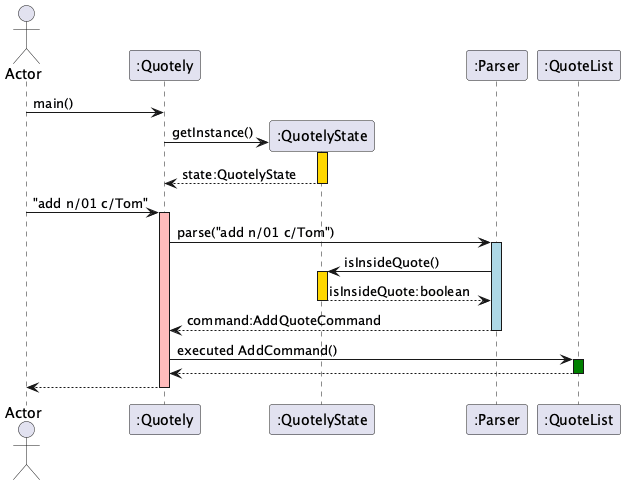 Actor
:Quotely
:Parser
:QuoteList
main()
getInstance()
:QuotelyState
state:QuotelyState
"add n/01 c/Tom"
parse("add n/01 c/Tom")
isInsideQuote()
isInsideQuote:boolean
command:AddQuoteCommand
executed AddCommand()
Actor
:Quotely
:QuotelyState
:Parser
:QuoteList